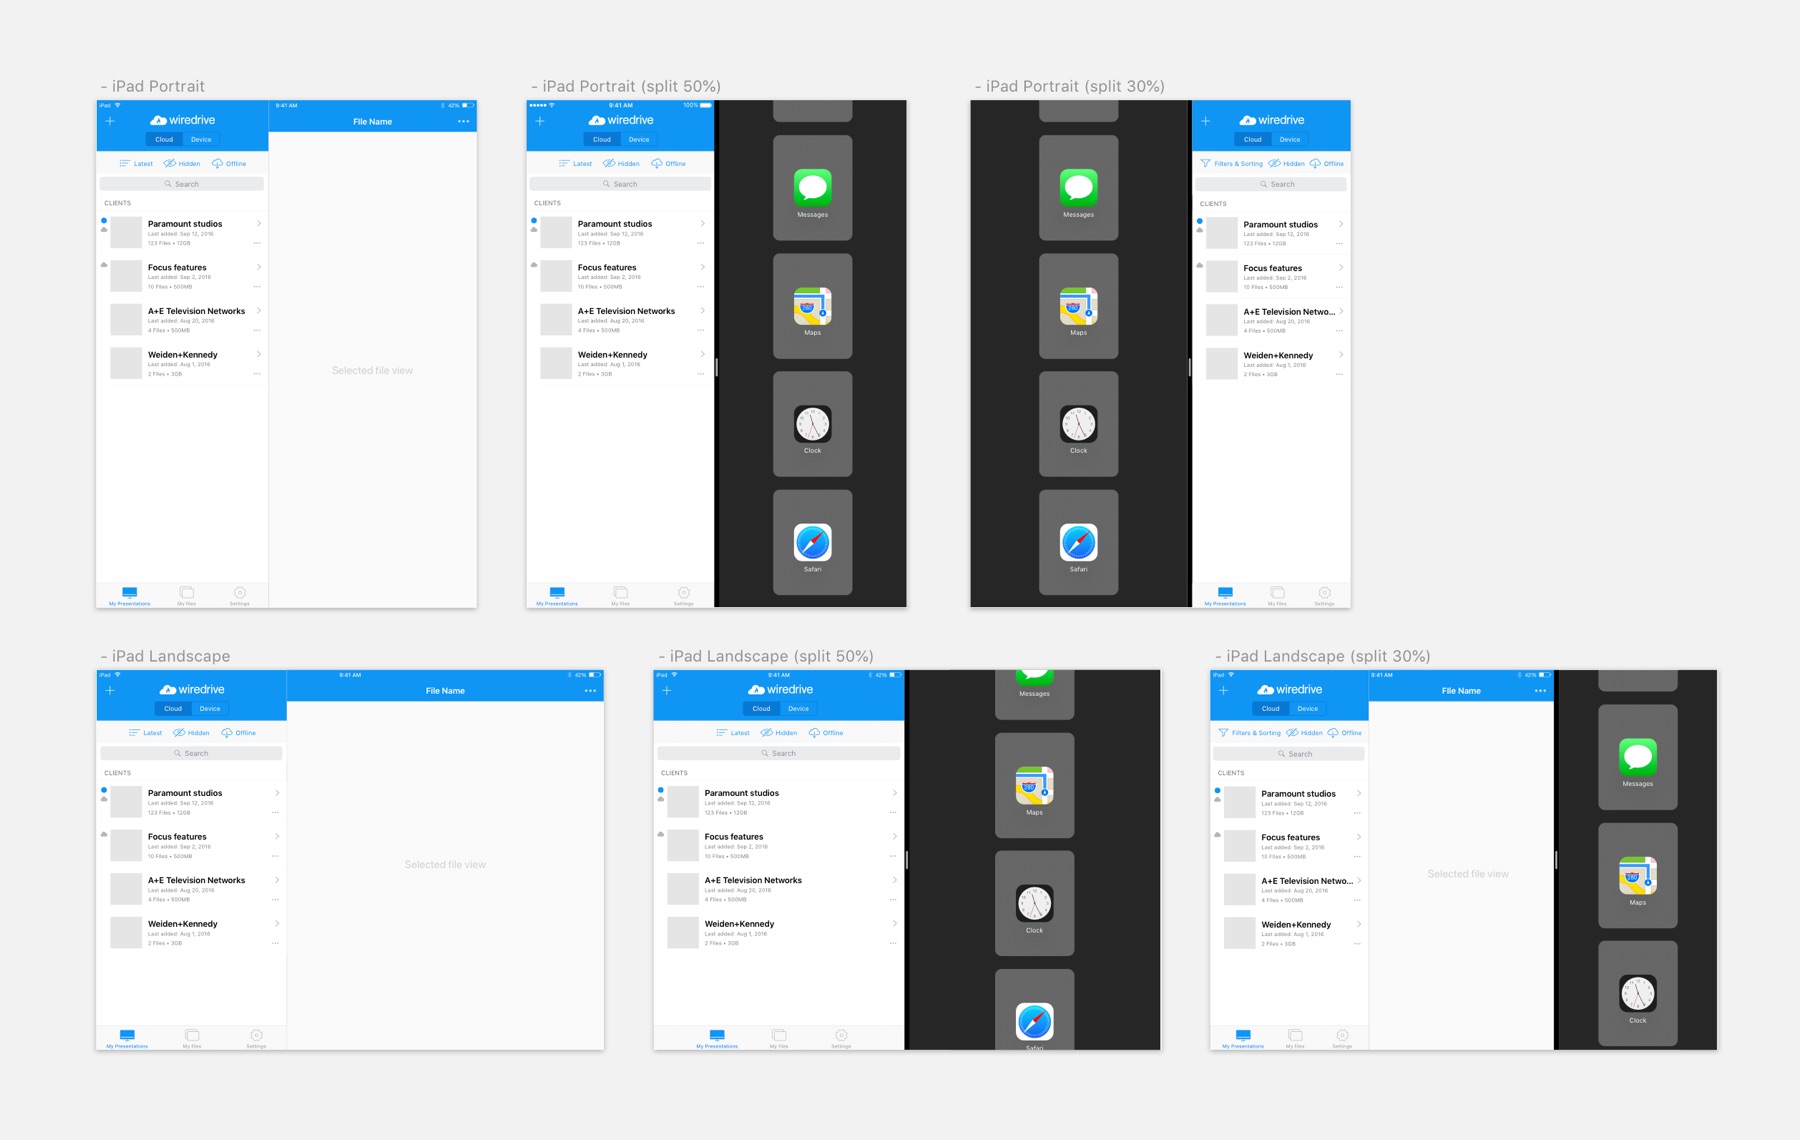 - iPad Portrait
iPad
9:41 AM
42%
wiredrive
File Name
Cloud
Device
Latest
Hidden
Offline
Search
CLIENTS
Paramount studios
Last added: Sep 12, 2016
123 Files • 12GB
Focus features
Last added: Sep 2, 2016
10 Files • 500MB
A+E Television Networks
Last added: Aug 20, 2016
4 Files • 500MB
Weiden+Kennedy
Last added: Aug 1, 2016
2 Files • 3GB
Selected file view
My Presentations
My files
Settings
- iPad Portrait (split 50%)
9:41 AM
100%
wiredrive
Cloud
Device
Latest
Hidden
Offline
Search
CLIENTS
Paramount studios
Last added: Sep 12, 2016
123 Files • 12GB
Focus features
Last added: Sep 2, 2016
10 Files • 500MB
A+E Television Networks
Last added: Aug 20, 2016
4 Files • 500MB
Weiden+Kennedy
Last added: Aug 1, 2016
2 Files • 3GB
My Presentations
My files
Settings
Messages
280
Maps
Clock
Safari
- iPad Portrait (split 30%)
Messages
280
Maps
Clock
Safari
wiredrive
Cloud
Device
Filters & Sorting
Hidden
Offline
Search
CLIENTS
Paramount studios
Last added: Sep 12, 2016
123 Files • 12GB
Focus features
Last added: Sep 2, 2016
10 Files • 500MB
A+E Television Netwo...
Last added: Aug 20, 2016
4 Files • 500MB
Weiden+Kennedy
Last added: Aug 1, 2016
2 Files • 3GB
My Presentations
My files
Settings
- iPad Landscape
iPad
9:41 AM
42%
wiredrive
File Name
Cloud
Device
Latest
Hidden
Offline
Search
CLIENTS
Paramount studios
Last added: Sep 12, 2016
123 Files • 12GB
Focus features
Last added: Sep 2, 2016
10 Files • 500MB
A+E Television Networks
Last added: Aug 20, 2016
4 Files • 500MB
Weiden+Kennedy
Last added: Aug 1, 2016
2 Files • 3GB
Selected file view
My Presentations
My files
Settings
- iPad Landscape (split 50%)
iPad
9:41 AM
42%
wiredrive
Cloud
Device
Latest
Hidden
Offline
Search
CLIENTS
Paramount studios
Last added: Sep 12, 2016
123 Files • 12GB
Focus features
Last added: Sep 2, 2016
10 Files • 500MB
A+E Television Networks
Last added: Aug 20, 2016
4 Files • 500MB
Weiden+Kennedy
Last added: Aug 1, 2016
2 Files • 3GB
My Presentations
My files
Settings
Messages
280
Maps
Clock
Safari
- iPad Landscape (split 30%)
iPad
9:41 AM
42%
wiredrive
File Name
Cloud
Device
Filters & Sorting
Hidden
Offline
Search
CLIENTS
Paramount studios
Last added: Sep 12, 2016
123 Files • 12GB
Focus features
Last added: Sep 2, 2016
10 Files • 500MB
A+E Television Netwo...
Last added: Aug 20, 2016
4 Files • 500MB
Weiden+Kennedy
Last added: Aug 1, 2016
2 Files • 3GB
Selected file view
My Presentations
My files
Settings
Messages
280
Maps
Clock